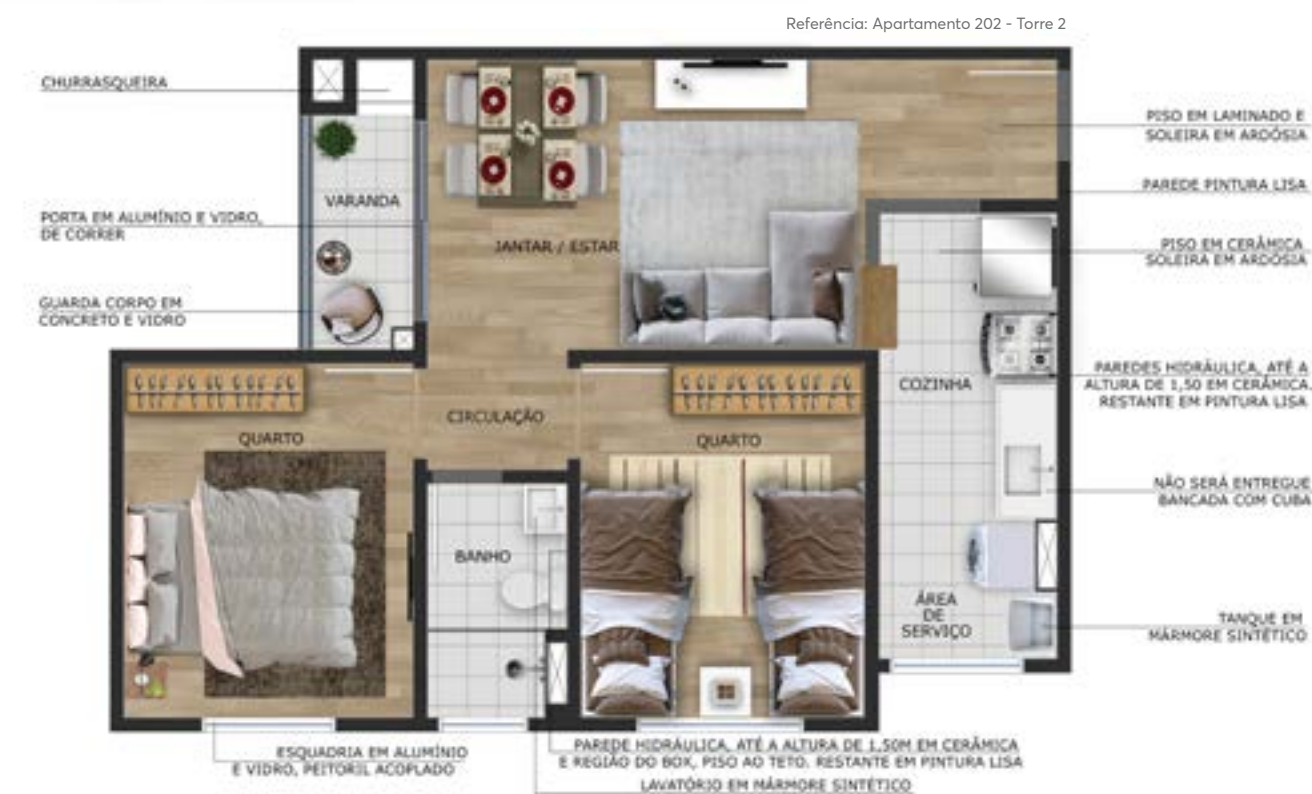 Referência: Apartamento 202 - Torre 2
CHURRASQUEIRA
PORTA EM ALUMÍNIO E VIDRO,
DE CORRER
GUARDA CORPO EM
CONCRETO E VIDRO
VARANDA
JANTAR / ESTAR
CIRCULAÇÃO
QUARTO
QUARTO
BANHO
COZINHA
ÁREA
DE
SERVIÇO
PISO EM LAMINADO E
SOLEIRA EM ARDÓSIA
PAREDE PINTURA LISA
PISO EM CERÂMICA
SOLEIRA EM ARDÓSIA
PAREDES HIDRÁULICA, ATÉ A
ALTURA DE 1,50 EM CERÂMICA.
RESTANTE EM PINTURA LISA
NÃO SERÁ ENTREGUE
BANCADA COM CUBA
TANQUE EM
MÁRMORE SINTÉTICO
ESQUADRIA EM ALUMÍNIO
E VIDRO, PEITORIL ACOPLADO
PAREDE HIDRÁULICA, ATÉ A ALTURA DE 1,50M EM CERÂMICA
E REGIÃO DO BOX, PISO AO TETO. RESTANTE EM PINTURA LISA
LAVATÓRIO EM MÁRMORE SINTÉTICO